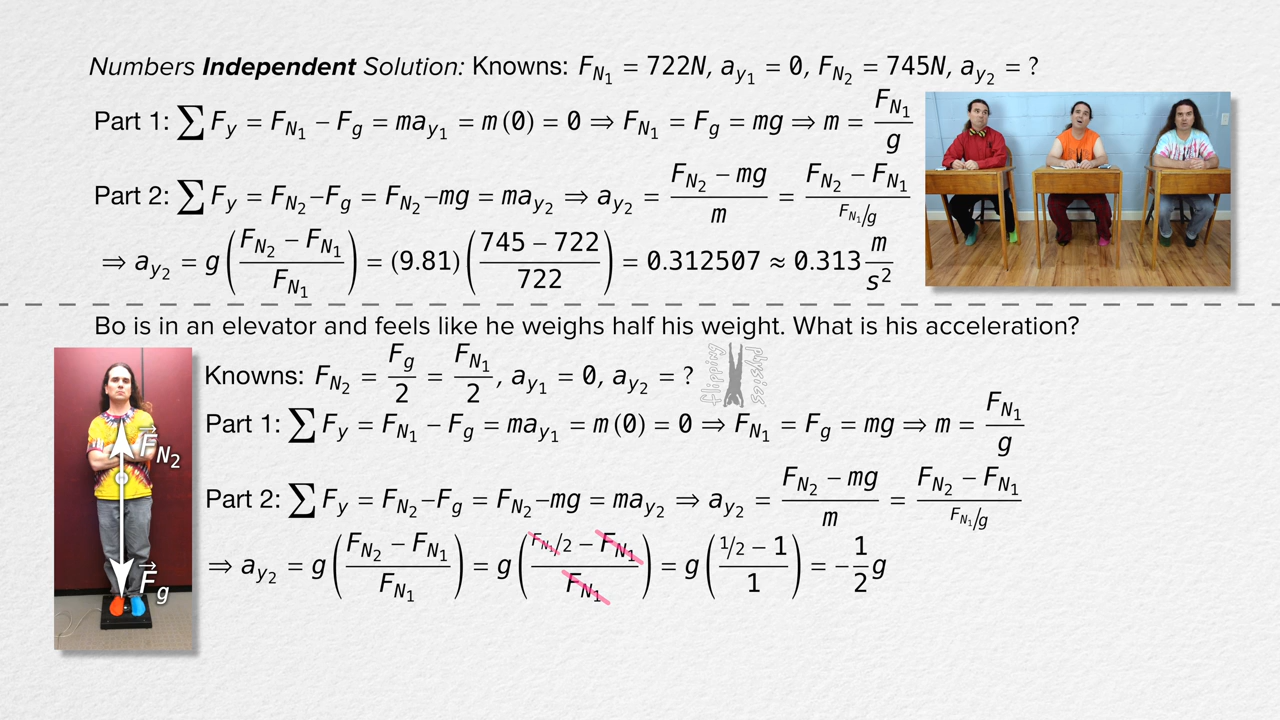 Numbers Independent Solution: Knowns: F_N₁ = 722N, a_y₁ = 0, F_N₂ = 745N, a_y₂ = ?
Part 1: ∑ F_y = F_N₁ − F_g = ma_y₁ = m(0) = 0 ⇒ F_N₁ = F_g = mg ⇒ m = F_N₁/g
Part 2: ∑ F_y = F_N₂ − F_g = F_N₂ − mg = ma_y₂ ⇒ a_y₂ = (F_N₂ − mg)/m = (F_N₂ − F_N₁)/(F_N₁/g)
⇒ a_y₂ = g((F_N₂ − F_N₁)/F_N₁) = (9.81)((745 − 722)/722) = 0.312507 ≈ 0.313 m/s²
Bo is in an elevator and feels like he weighs half his weight. What is his acceleration?
Knowns: F_N₂ = F_g/2 = F_N₁/2, a_y₁ = 0, a_y₂ = ?
flipping physics
Part 1: ∑ F_y = F_N₁ − F_g = ma_y₁ = m(0) = 0 ⇒ F_N₁ = F_g = mg ⇒ m = F_N₁/g
Part 2: ∑ F_y = F_N₂ − F_g = F_N₂ − mg = ma_y₂ ⇒ a_y₂ = (F_N₂ − mg)/m = (F_N₂ − F_N₁)/(F_N₁/g)
⇒ a_y₂ = g((F_N₂ − F_N₁)/F_N₁) = g((F_N₁/2 − F_N₁)/F_N₁) = g((1/2 − 1)/1) = −1/2 g
F_N₂
F_g